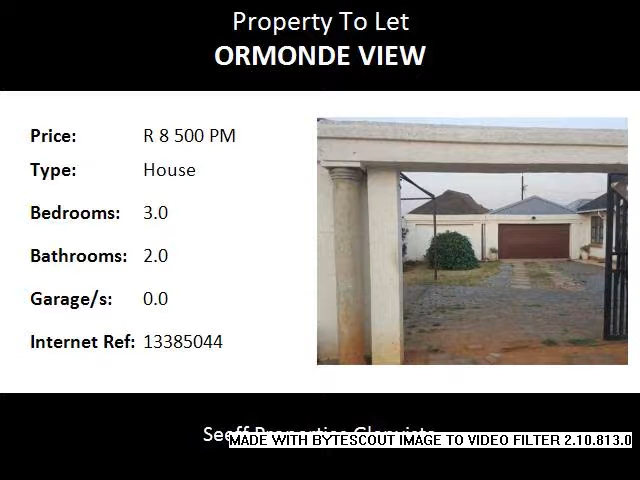 Property To Let
ORMONDE VIEW
Price: R 8 500 PM
Type: House
Bedrooms: 3.0
Bathrooms: 2.0
Garage/s: 0.0
Internet Ref: 13385044
MADE WITH BYTESCOUT IMAGE TO VIDEO FILTER 2.10.813.0